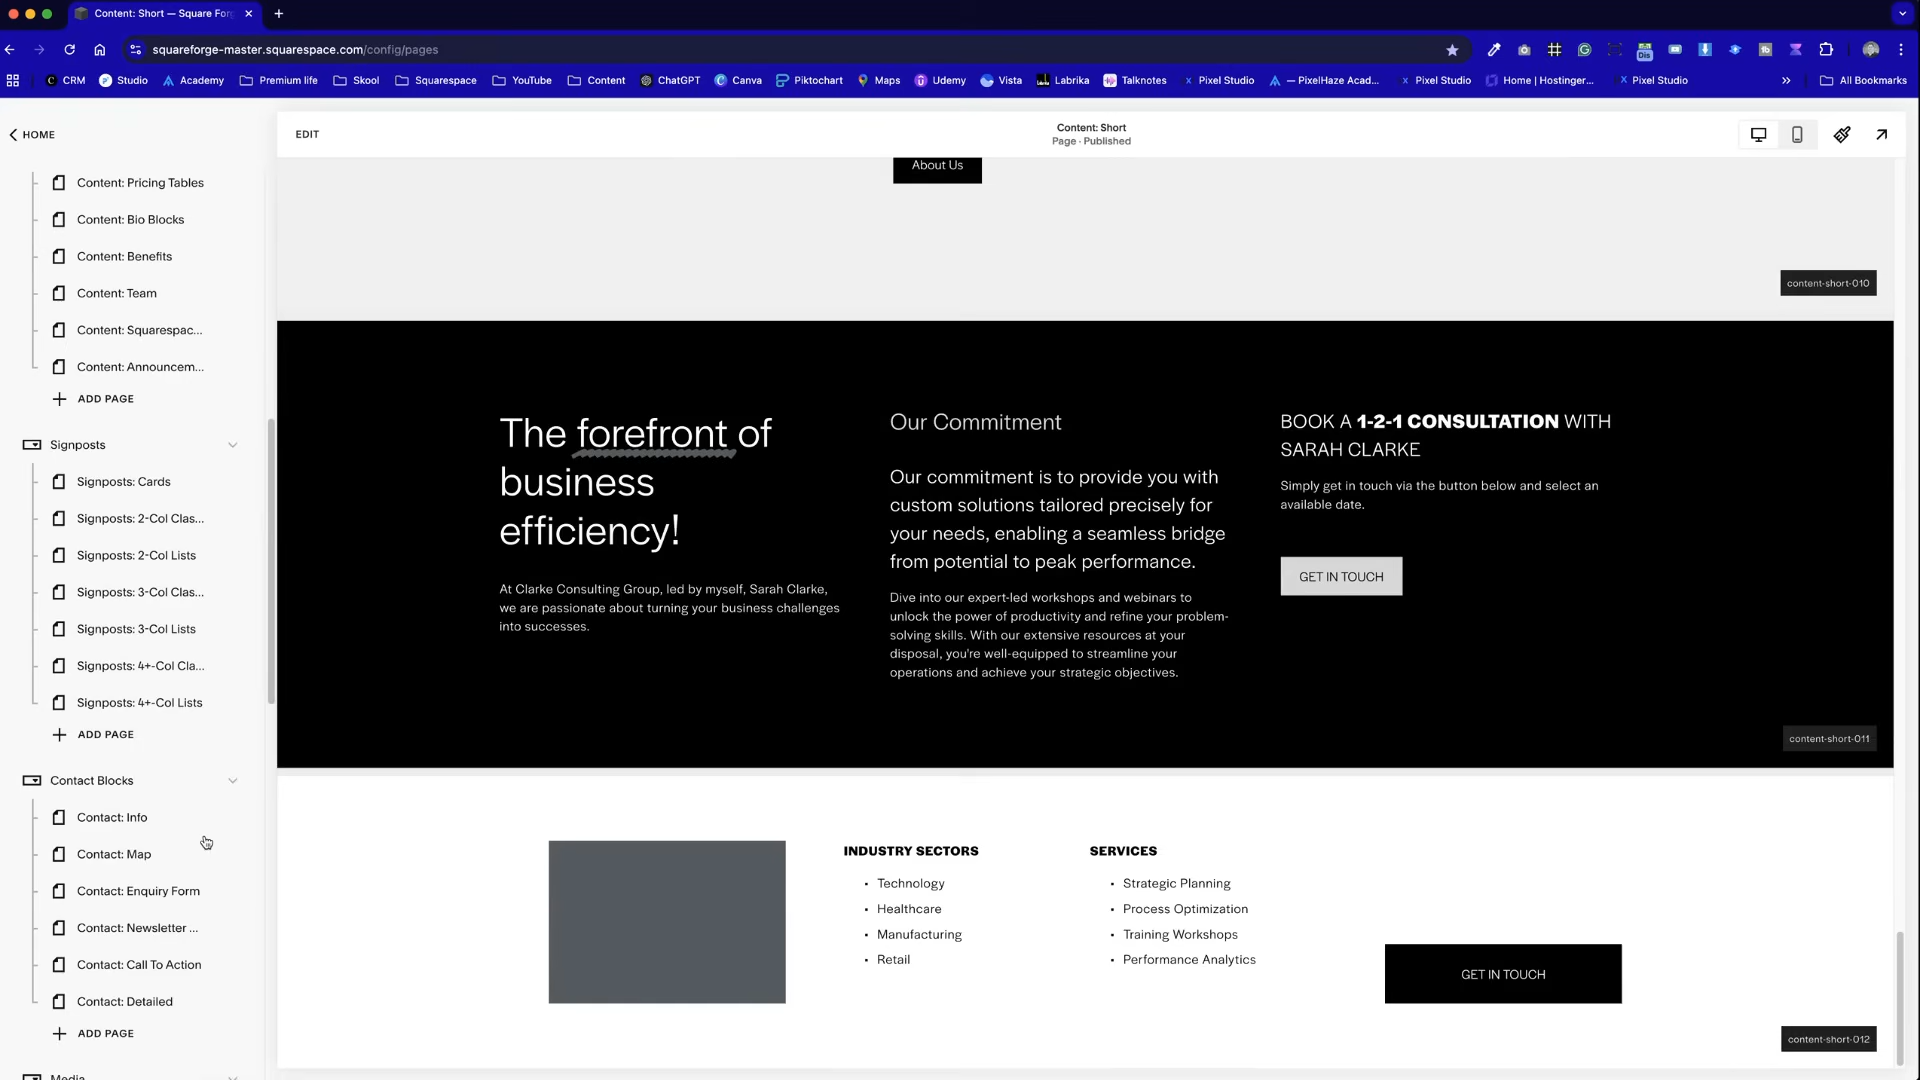 Content: Short — Square For
squareforge-master.squarespace.com/config/pages
CRM
Studio
Academy
Premium life
Skool
Squarespace
YouTube
Content
ChatGPT
Canva
Piktochart
Maps
Udemy
Vista
Labrika
Talknotes
Pixel Studio
— PixelHaze Acad...
Pixel Studio
Home | Hostinger...
Pixel Studio
»
All Bookmarks
HOME
EDIT
Content: Short
Page · Published
Content: Pricing Tables
Content: Bio Blocks
Content: Benefits
Content: Team
Content: Squarespac...
Content: Announcem...
ADD PAGE
Signposts
Signposts: Cards
Signposts: 2-Col Clas...
Signposts: 2-Col Lists
Signposts: 3-Col Clas...
Signposts: 3-Col Lists
Signposts: 4+-Col Cla...
Signposts: 4+-Col Lists
ADD PAGE
Contact Blocks
Contact: Info
Contact: Map
Contact: Enquiry Form
Contact: Newsletter ...
Contact: Call To Action
Contact: Detailed
ADD PAGE
Media
About Us
content-short-010
The forefront of
business
efficiency!
At Clarke Consulting Group, led by myself, Sarah Clarke,
we are passionate about turning your business challenges
into successes.
Our Commitment
Our commitment is to provide you with
custom solutions tailored precisely for
your needs, enabling a seamless bridge
from potential to peak performance.
Dive into our expert-led workshops and webinars to
unlock the power of productivity and refine your problem-
solving skills. With our extensive resources at your
disposal, you're well-equipped to streamline your
operations and achieve your strategic objectives.
BOOK A 1-2-1 CONSULTATION WITH
SARAH CLARKE
Simply get in touch via the button below and select an
available date.
GET IN TOUCH
content-short-011
INDUSTRY SECTORS
• Technology
• Healthcare
• Manufacturing
• Retail
SERVICES
• Strategic Planning
• Process Optimization
• Training Workshops
• Performance Analytics
GET IN TOUCH
content-short-012